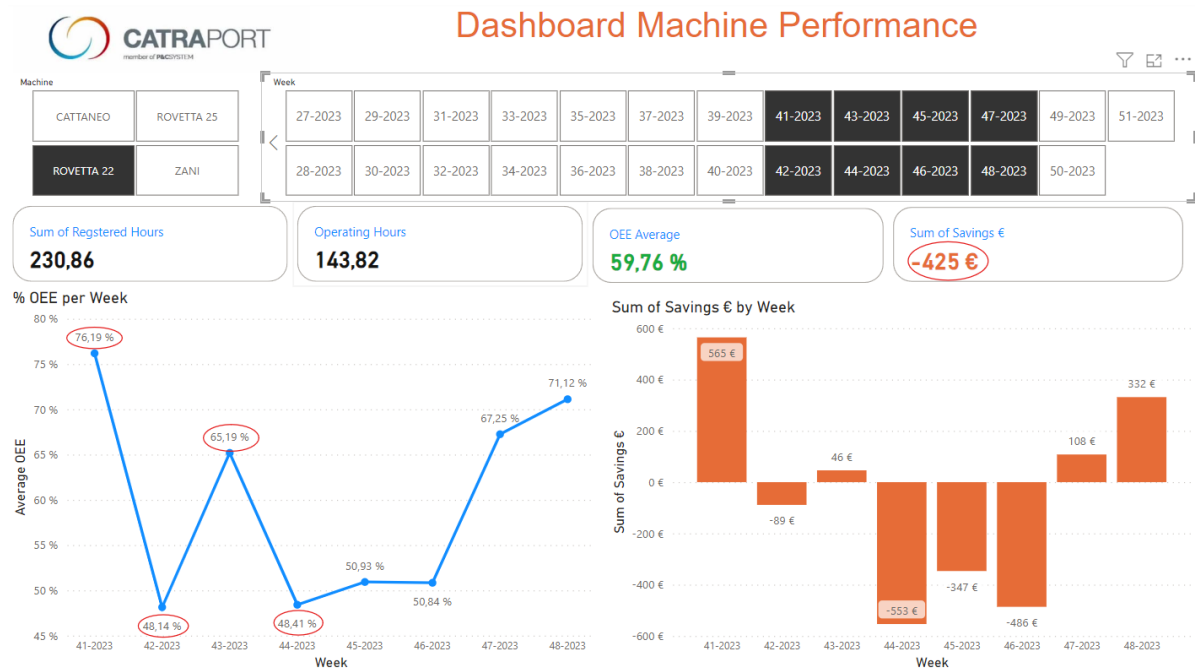 Dashboard Machine Performance
CATRAPORT
member of P&CSYSTEM
Machine
CATTANEO
ROVETTA 25
ROVETTA 22
ZANI
Week
27-2023 29-2023 31-2023 33-2023 35-2023 37-2023 39-2023 41-2023 43-2023 45-2023 47-2023 49-2023 51-2023
28-2023 30-2023 32-2023 34-2023 36-2023 38-2023 40-2023 42-2023 44-2023 46-2023 48-2023 50-2023
Sum of Regstered Hours
230,86
Operating Hours
143,82
OEE Average
59,76 %
Sum of Savings €
-425 €
% OEE per Week
80 %
75 %
70 %
65 %
60 %
55 %
50 %
45 %
Average OEE
76,19 %
48,14 %
65,19 %
48,41 %
50,93 %
50,84 %
67,25 %
71,12 %
41-2023 42-2023 43-2023 44-2023 45-2023 46-2023 47-2023 48-2023
Week
Sum of Savings € by Week
600 €
400 €
200 €
0 €
-200 €
-400 €
-600 €
Sum of Savings €
565 €
-89 €
46 €
-553 €
-347 €
-486 €
108 €
332 €
41-2023 42-2023 43-2023 44-2023 45-2023 46-2023 47-2023 48-2023
Week